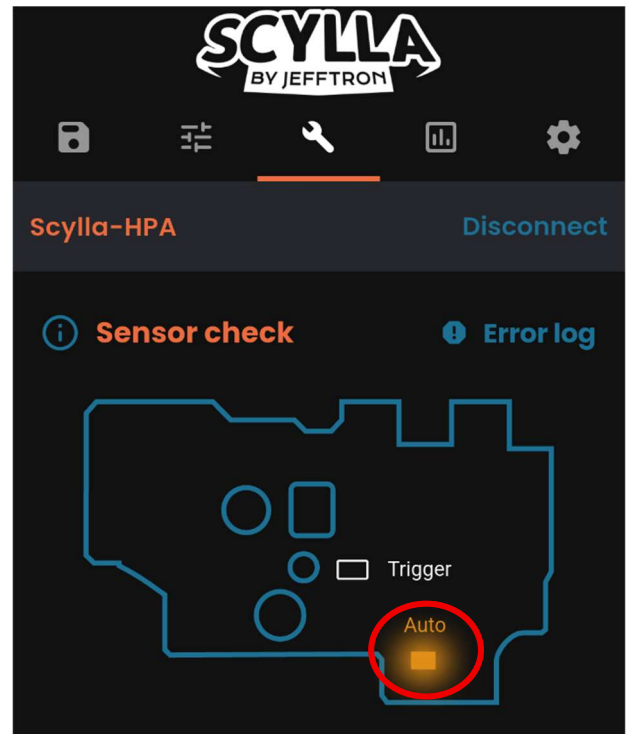 SCYLLA
BY JEFFTRON
Scylla-HPA Disconnect
Sensor check Error log
Trigger
Auto